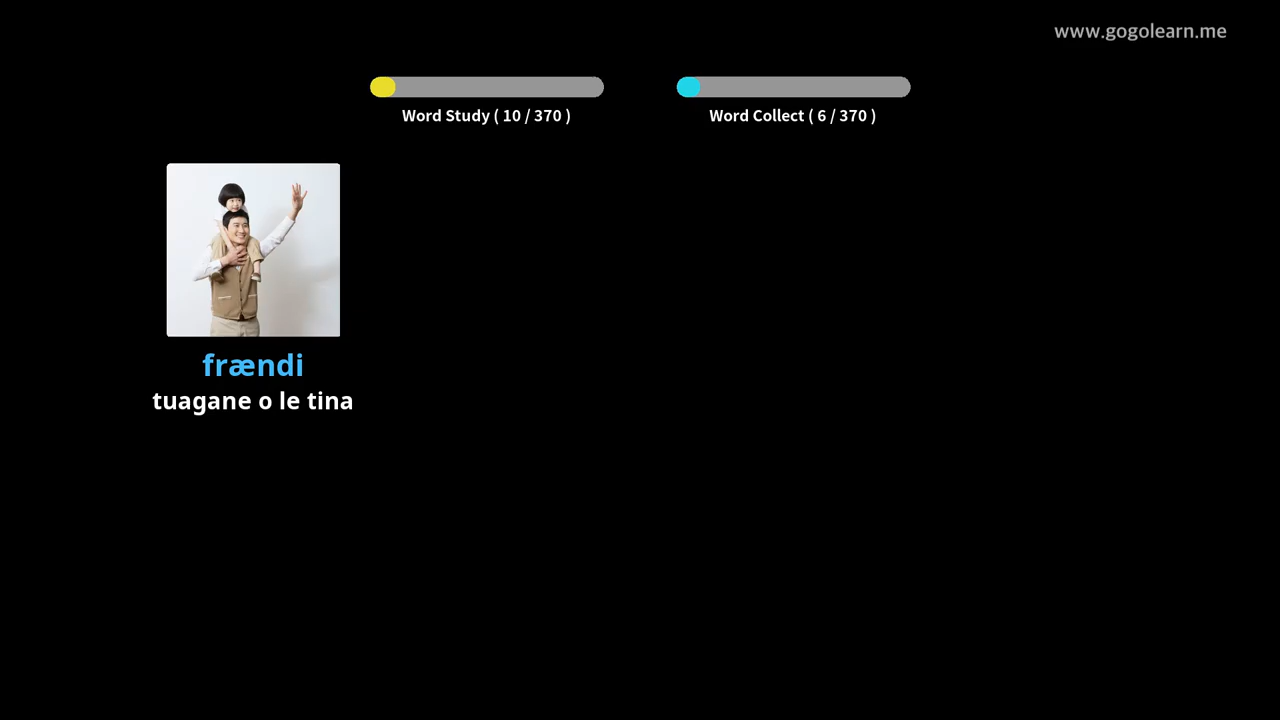 www.gogolearn.me
Word Study ( 10 / 370 )
Word Collect ( 6 / 370 )
frændi
tuagane o le tina